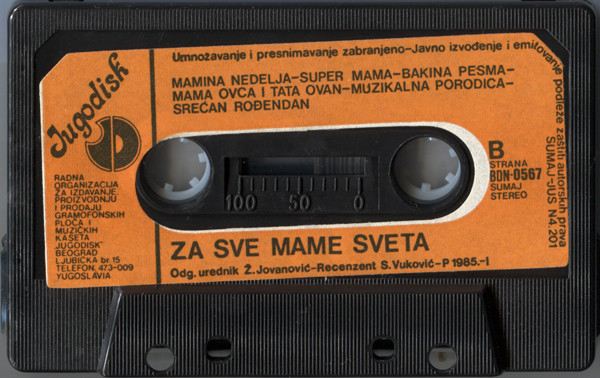 Umnožavanje i presnimavanje zabranjeno-Javno izvođenje i emitovanje podleže zaštiti autorskih prava
MAMINA NEDELJA-SUPER MAMA-BAKINA PESMA-
MAMA OVCA I TATA OVAN-MUZIKALNA PORODICA-
SREĆAN ROĐENDAN
Jugodisk
RADNA
ORGANIZACIJA
ZA IZDAVANJE,
PROIZVODNJU
I PRODAJU
GRAMOFONSKIH
PLOČA I
MUZIČKIH
KASETA
JUGODISK
BEOGRAD
LJUBIČKA br. 15
TELEFON: 473-009
YUGOSLAVIA
100 50 0
B
STRANA
BDN-0567
SUMAJ
STEREO
SUMAJ-JUS N4.201
ZA SVE MAME SVETA
Odg. urednik Ž. Jovanović-Recenzent S. Vuković-P 1985.-I